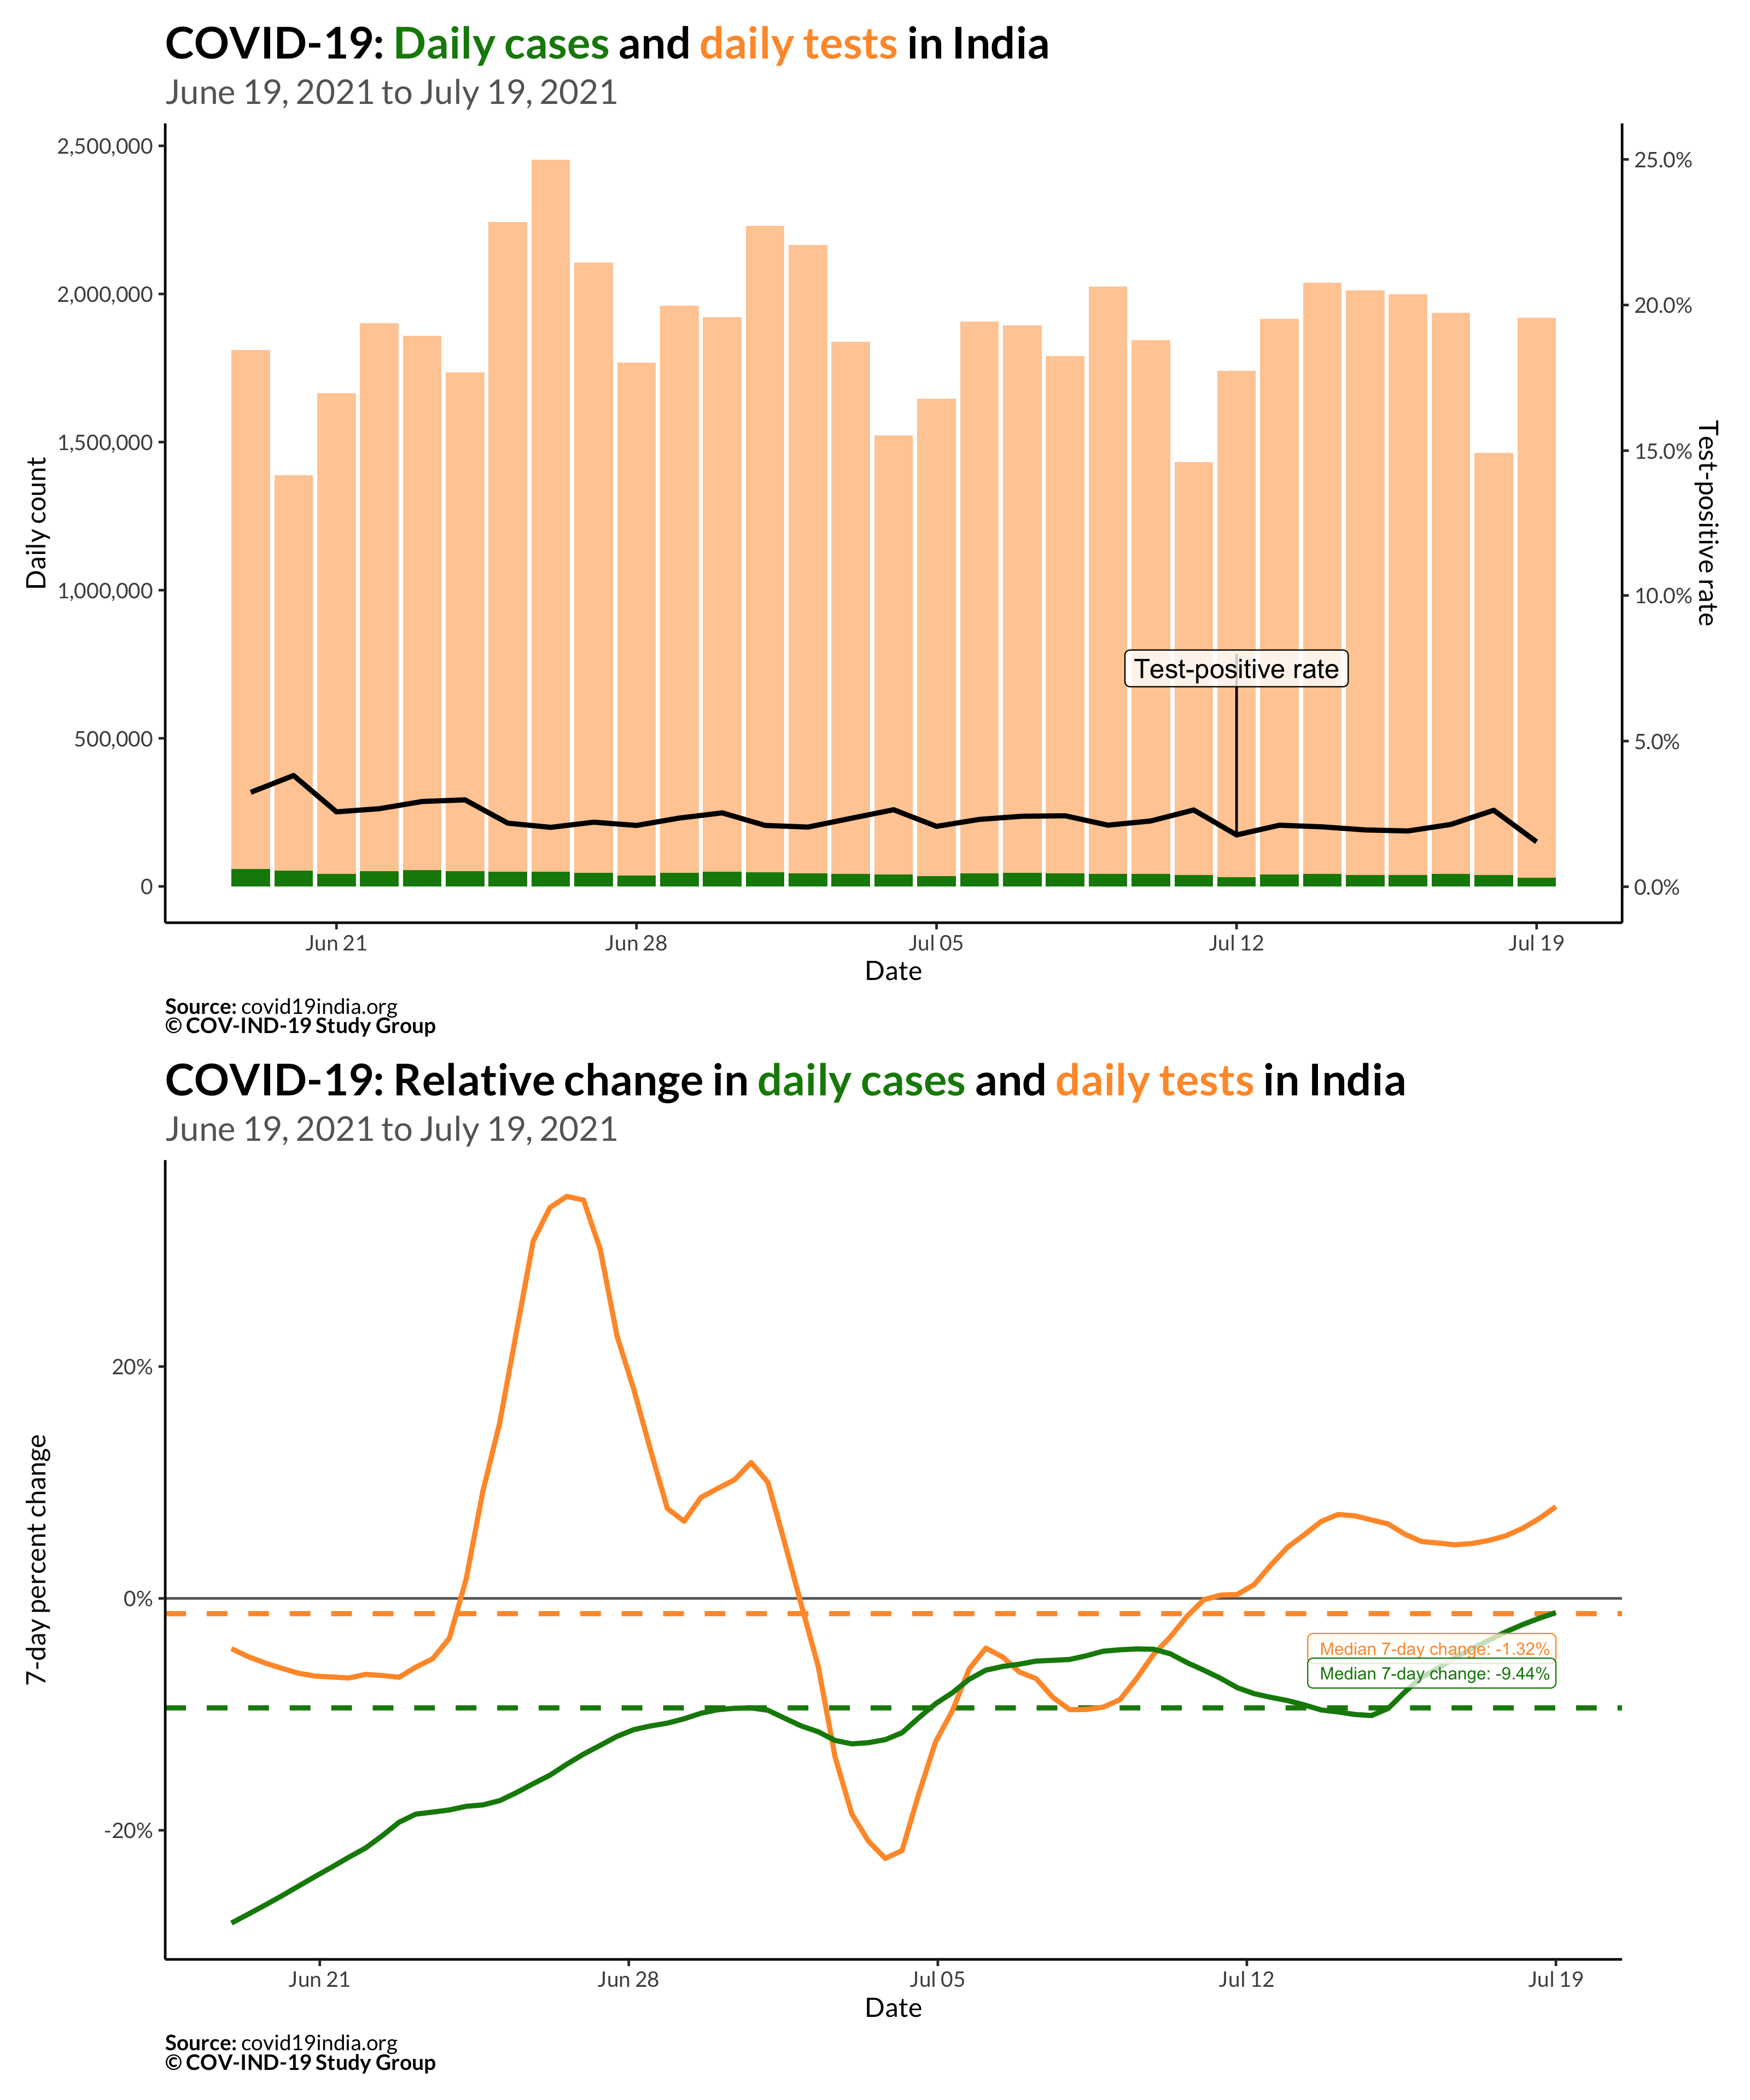 COVID-19: Daily cases and daily tests in India
June 19, 2021 to July 19, 2021
2,500,000
2,000,000
1,500,000
1,000,000
500,000
0
Daily count
25.0%
20.0%
15.0%
10.0%
5.0%
0.0%
Test-positive rate
Test-positive rate
Jun 21
Jun 28
Jul 05
Jul 12
Jul 19
Date
Source: covid19india.org
© COV-IND-19 Study Group
COVID-19: Relative change in daily cases and daily tests in India
June 19, 2021 to July 19, 2021
20%
0%
-20%
7-day percent change
Median 7-day change: -1.32%
Median 7-day change: -9.44%
Jun 21
Jun 28
Jul 05
Jul 12
Jul 19
Date
Source: covid19india.org
© COV-IND-19 Study Group